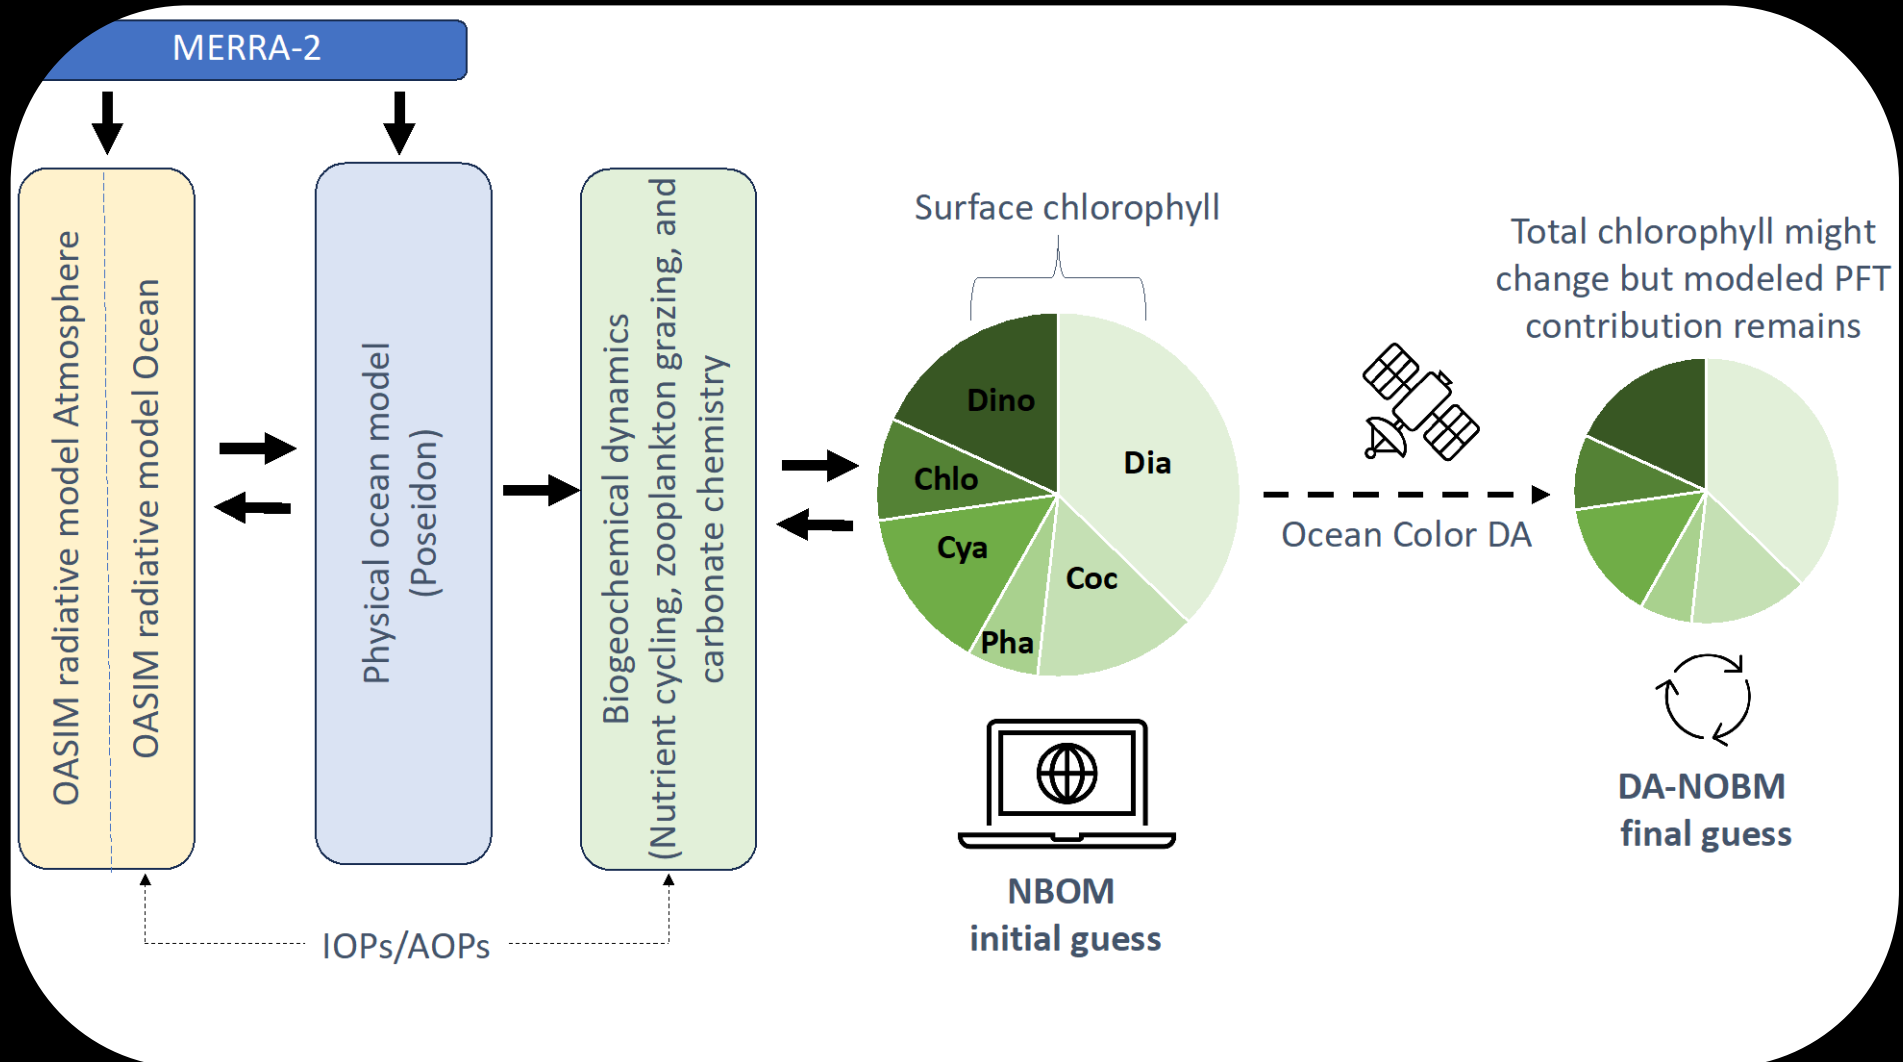 MERRA-2
OASIM radiative model Atmosphere
OASIM radiative model Ocean
Physical ocean model
(Poseidon)
Biogeochemical dynamics
(Nutrient cycling, zooplankton grazing, and
carbonate chemistry
IOPs/AOPs
Surface chlorophyll
Dino
Dia
Chlo
Cya
Coc
Pha
NBOM
initial guess
Ocean Color DA
Total chlorophyll might
change but modeled PFT
contribution remains
DA-NOBM
final guess